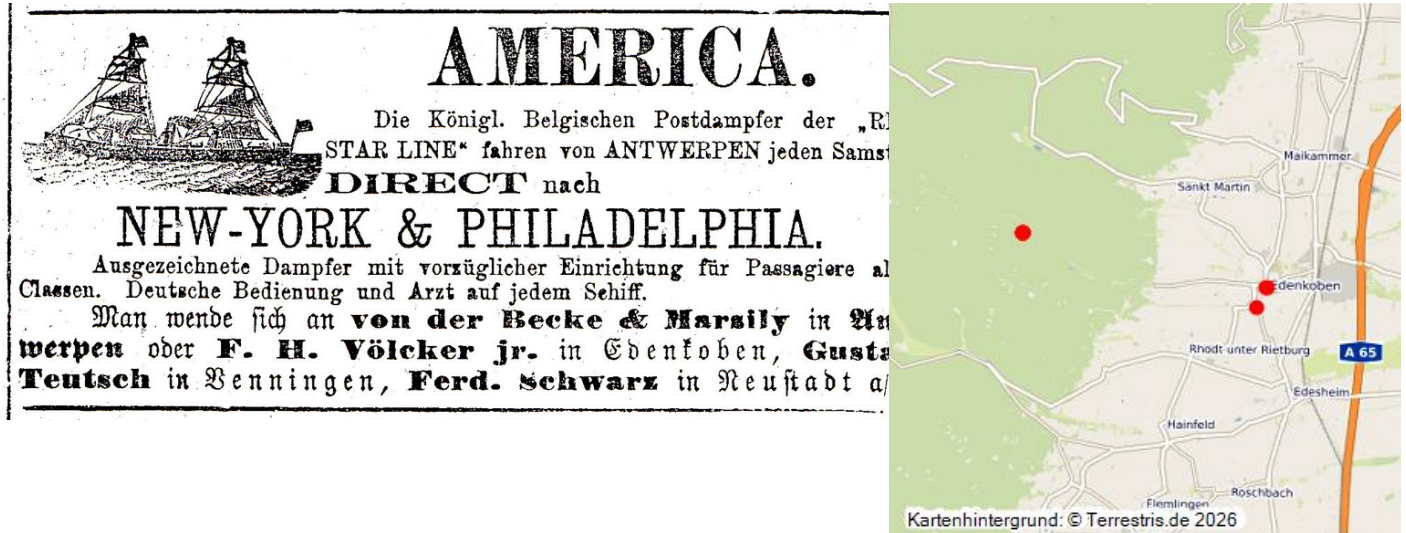 AMERICA.
Die Königl. Belgischen Postdampfer der „R
STAR LINE“ fahren von ANTWERPEN jeden Samst
DIRECT nach
NEW-YORK & PHILADELPHIA.
Ausgezeichnete Dampfer mit vorzüglicher Einrichtung für Passagiere al
Classen. Deutsche Bedienung und Arzt auf jedem Schiff.
Man wende sich an von der Becke & Marsily in An
werpen oder F. H. Völcker jr. in Edenkoben, Gusta
Teutsch in Venningen, Ferd. Schwarz in Neustadt a/
Maikammer
Sankt Martin
Edenkoben
Rhodt unter Rietburg
A 65
Edesheim
Hainfeld
Roschbach
Flemlingen
Kartenhintergrund: © Terrestris.de 2026